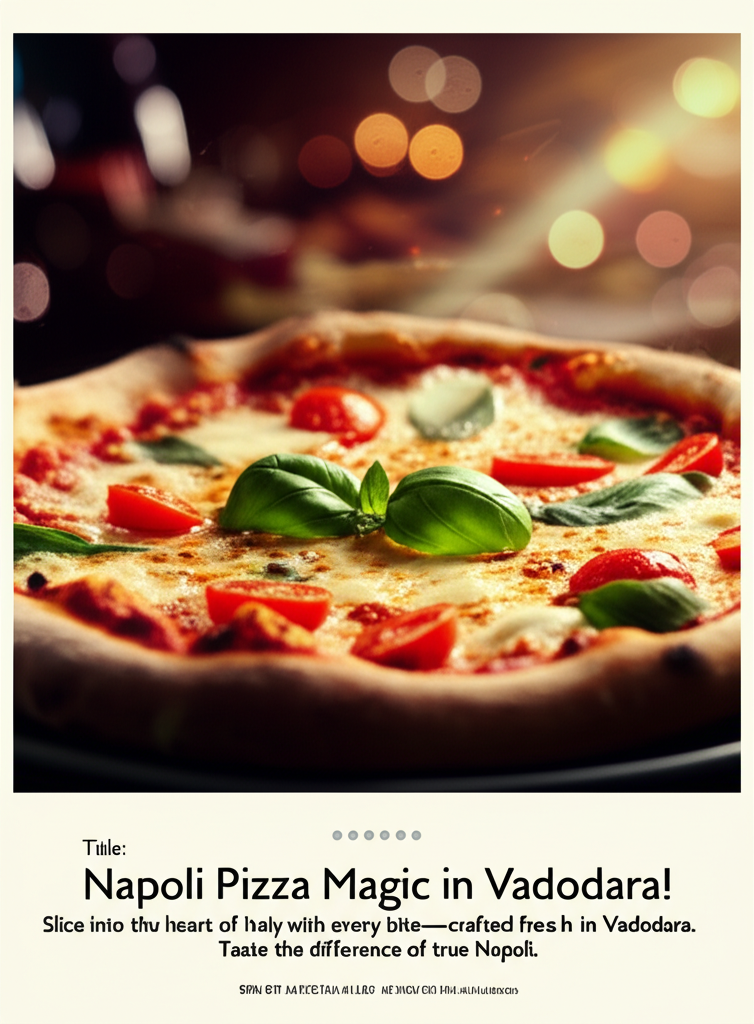 Title:
Napoli Pizza Magic in Vadodara!
Slice inio thu heart of Italy with every bite—crafted fres h in Vadodara.
Taate the difference of true Nopoli.